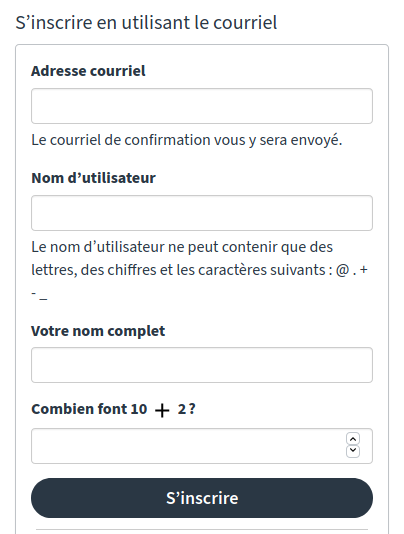 S’inscrire en utilisant le courriel
Adresse courriel
Le courriel de confirmation vous y sera envoyé.
Nom d’utilisateur
Le nom d’utilisateur ne peut contenir que des
lettres, des chiffres et les caractères suivants : @ . +
- _
Votre nom complet
Combien font 10 + 2 ?
S’inscrire